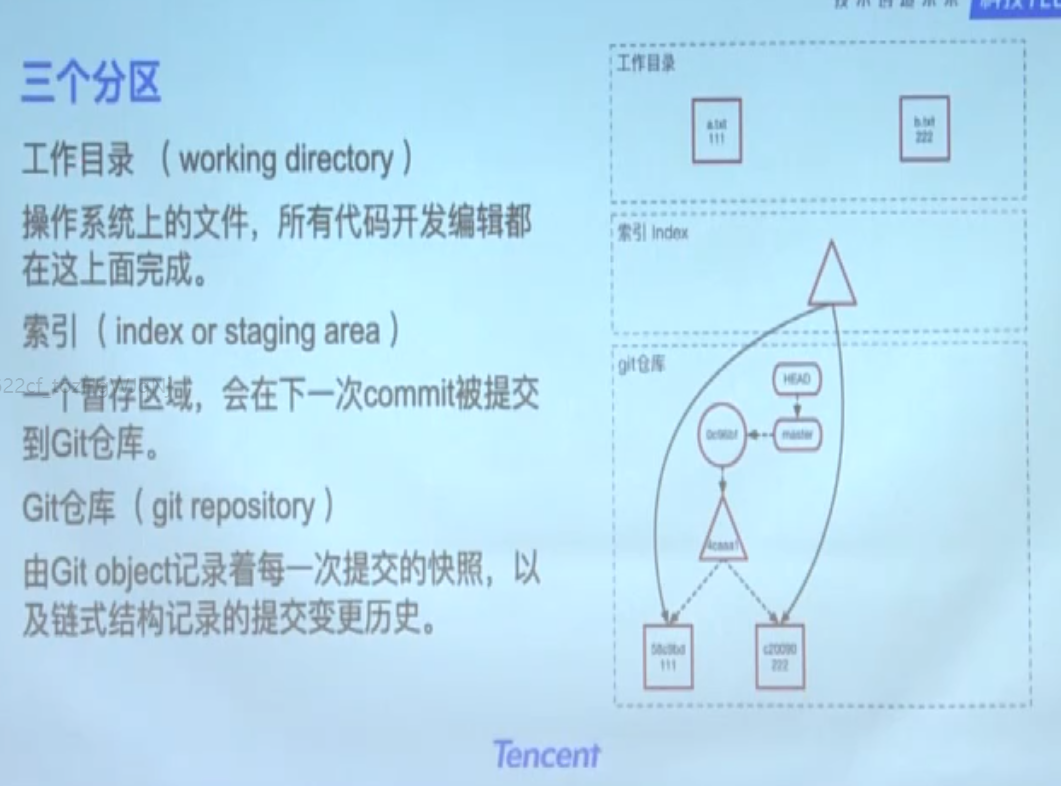 三个分区
工作目录 （working directory）
操作系统上的文件，所有代码开发编辑都
在这上面完成。
索引（index or staging area）
一个暂存区域，会在下一次commit被提交
到Git仓库。
Git仓库（git repository）
由Git object记录着每一次提交的快照，以
及链式结构记录的提交变更历史。
工作目录
a.txt
111
b.txt
222
索引 Index
git仓库
HEAD
master
111
222
Tencent